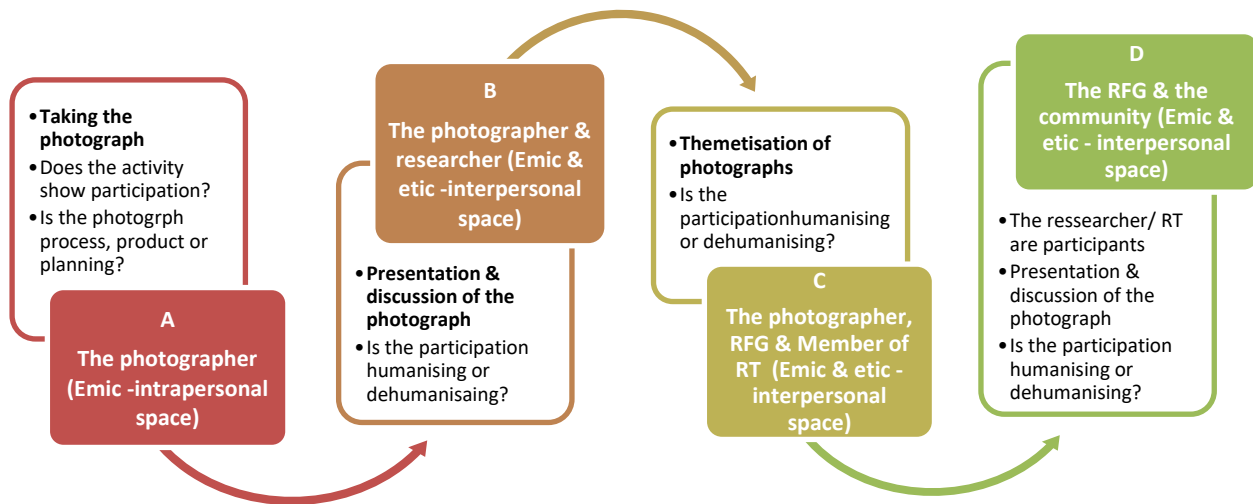 •Taking the
photograph
•Does the activity
show participation?
•Is the photogrph
process, product or
planning?
A
The photographer
(Emic -intrapersonal
space)
B
The photographer &
researcher (Emic &
etic -interpersonal
space)
•Presentation &
discussion of the
photograph
•Is the participation
humanising or
dehumanisaing?
•Themetisation of
photographs
•Is the
participationhumanising
or dehumanising?
C
The photographer,
RFG & Member of
RT (Emic & etic -
interpersonal
space)
D
The RFG & the
community (Emic &
etic - interpersonal
space)
•The ressearcher/ RT
are participants
•Presentation &
discussion of the
photograph
•Is the participation
humanising or
dehumanising?